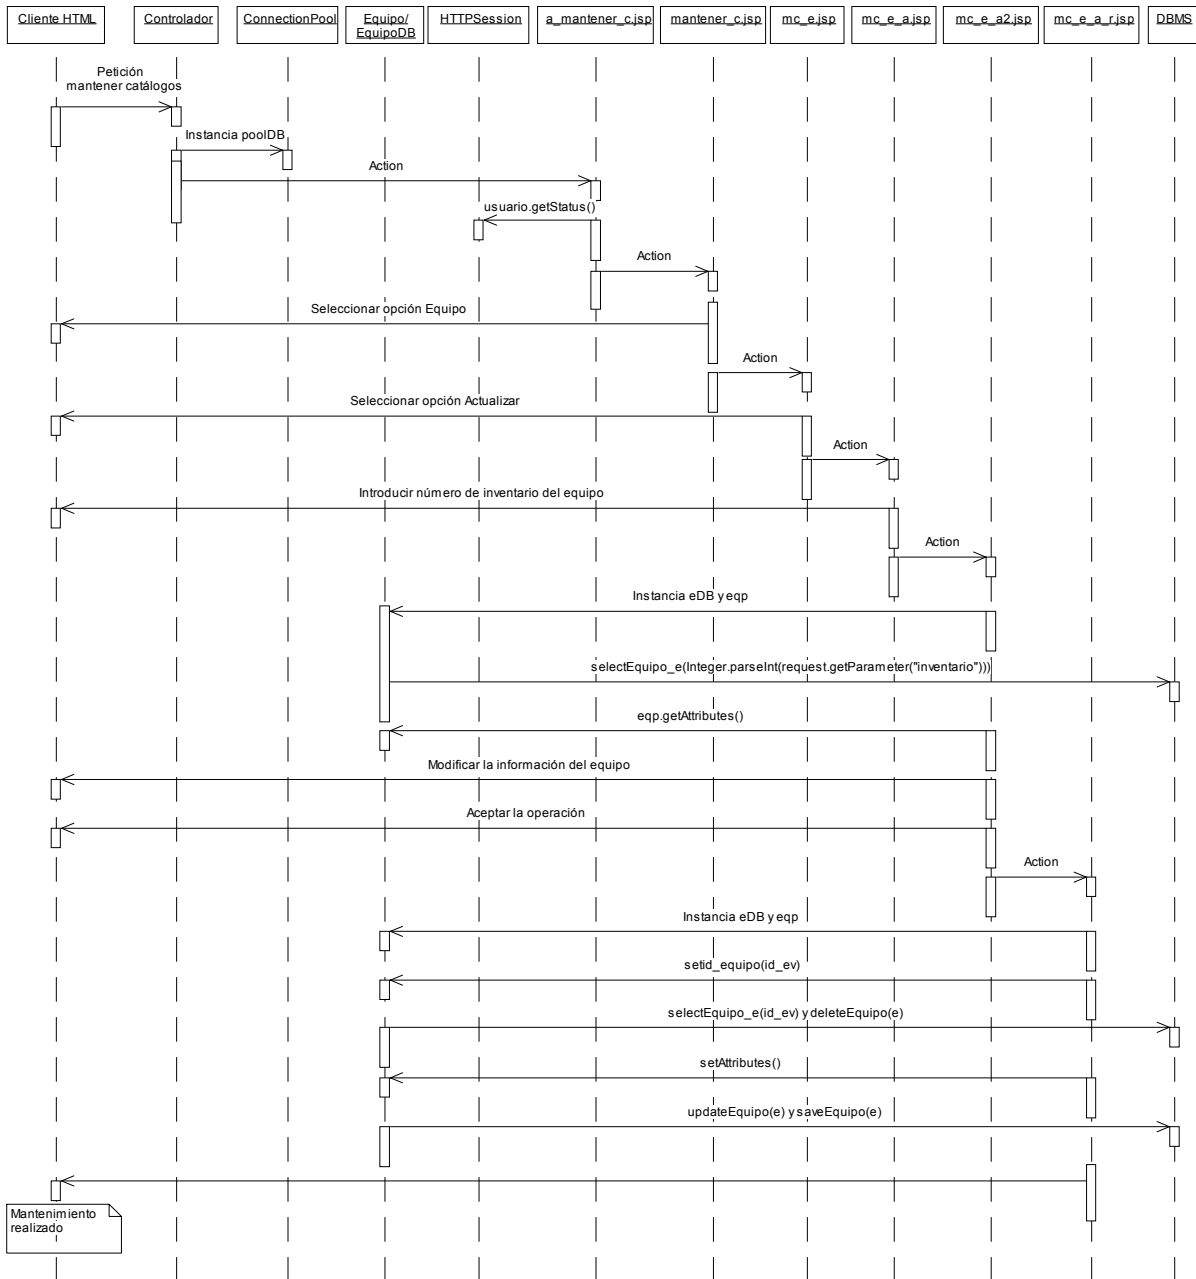 Cliente HTML
Controlador
ConnectionPool
Equipo/
EquipoDB
HTTPSession
a_mantener_c.jsp
mantener_c.jsp
mc_e.jsp
mc_e_a.jsp
mc_e_a2.jsp
mc_e_a_r.jsp
DBMS
Petición
mantener catálogos
Instancia poolDB
Action
usuario.getStatus()
Action
Seleccionar opción Equipo
Action
Seleccionar opción Actualizar
Action
Introducir número de inventario del equipo
Action
Instancia eDB y eqp
selectEquipo_e(Integer.parseInt(request.getParameter("inventario")))
eqp.getAttributes()
Modificar la información del equipo
Aceptar la operación
Action
Instancia eDB y eqp
setid_equipo(id_ev)
selectEquipo_e(id_ev) y deleteEquipo(e)
setAttributes()
updateEquipo(e) y saveEquipo(e)
Mantenimiento
realizado